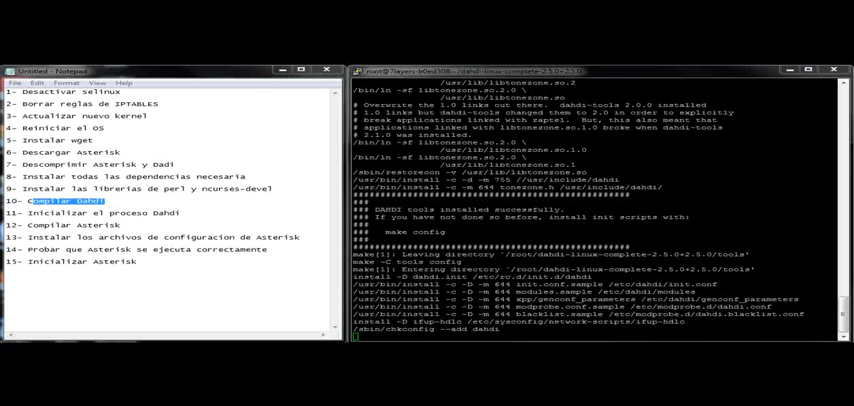 Untitled - Notepad
File Edit Format View Help
1- Desactivar selinux
2- Borrar reglas de IPTABLES
3- Actualizar nuevo kernel
4- Reiniciar el OS
5- Instalar wget
6- Descargar Asterisk
7- Descomprimir Asterisk y Dadi
8- Instalar todas las dependencias necesaria
9- Instalar las librerias de perl y ncurses-devel
10- Compilar Dahdi
11- Inicializar el proceso Dahdi
12- Compilar Asterisk
13- Instalar los archivos de configuracion de Asterisk
14- Probar que Asterisk se ejecuta correctamente
15- Inicializar Asterisk
root@7layers-b0ed308:~/dahdi-linux-complete-2.5.0+2.5.0
/usr/lib/libtonezone.so.2
/bin/ln -sf libtonezone.so.2.0 \
/usr/lib/libtonezone.so
# Overwrite the 1.0 links out there. dahdi-tools 2.0.0 installed
# 1.0 links but dahdi-tools changed them to 2.0 in order to explicitly
# break applications linked with zaptel. But, this also meant that
# applications linked with libtonezone.so.1.0 broke when dahdi-tools
# 2.1.0 was installed.
/bin/ln -sf libtonezone.so.2.0 \
/usr/lib/libtonezone.so.1.0
/bin/ln -sf libtonezone.so.2.0 \
/usr/lib/libtonezone.so.1
/sbin/restorecon -v /usr/lib/libtonezone.so
/usr/bin/install -c -d -m 755 //usr/include/dahdi
/usr/bin/install -c -m 644 tonezone.h /usr/include/dahdi/
###################################################
###
### DAHDI tools installed successfully.
### If you have not done so before, install init scripts with:
###
### make config
###
###################################################
make[1]: Leaving directory `/root/dahdi-linux-complete-2.5.0+2.5.0/tools'
make -C tools config
make[1]: Entering directory `/root/dahdi-linux-complete-2.5.0+2.5.0/tools'
install -D dahdi.init /etc/rc.d/init.d/dahdi
/usr/bin/install -c -D -m 644 init.conf.sample /etc/dahdi/init.conf
/usr/bin/install -c -D -m 644 modules.sample /etc/dahdi/modules
/usr/bin/install -c -D -m 644 xpp/genconf_parameters /etc/dahdi/genconf_parameters
/usr/bin/install -c -D -m 644 modprobe.conf.sample /etc/modprobe.d/dahdi.conf
/usr/bin/install -c -D -m 644 blacklist.sample /etc/modprobe.d/dahdi.blacklist.conf
install -D ifup-hdlc /etc/sysconfig/network-scripts/ifup-hdlc
/sbin/chkconfig --add dahdi